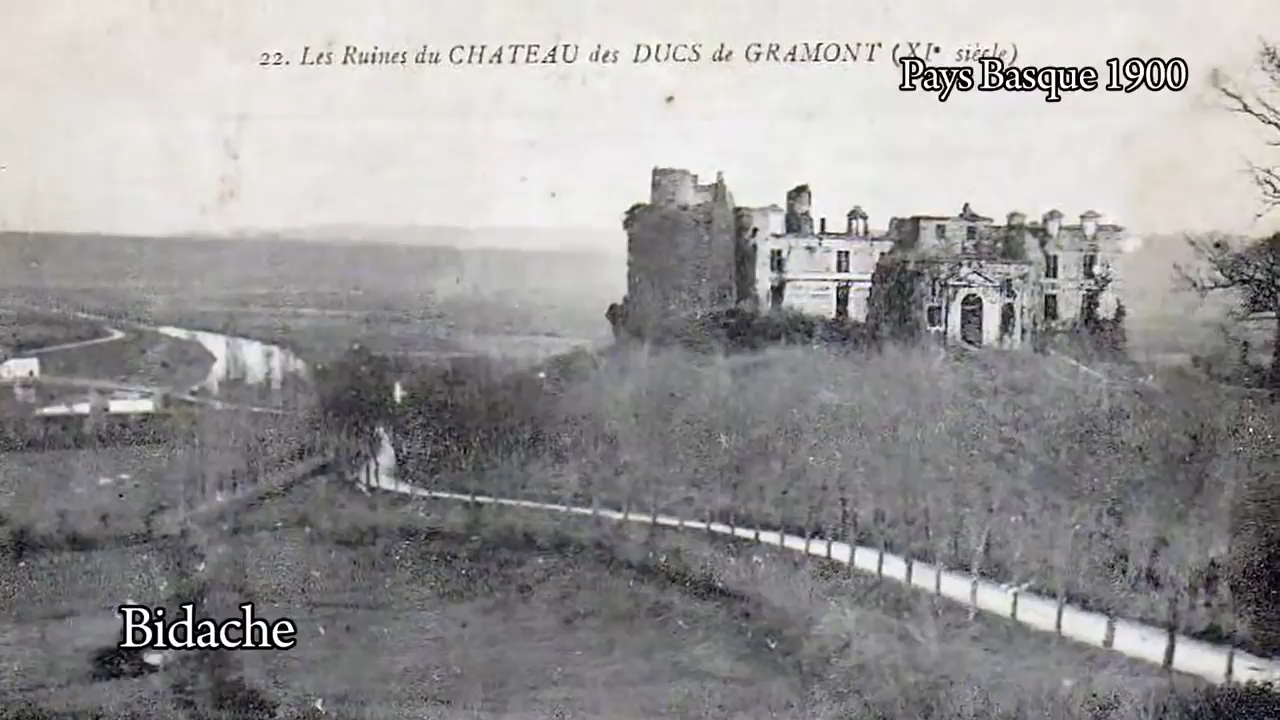 22. Les Ruines du CHATEAU des DUCS de GRAMONT (XIe siècle)
Pays Basque 1900
Bidache